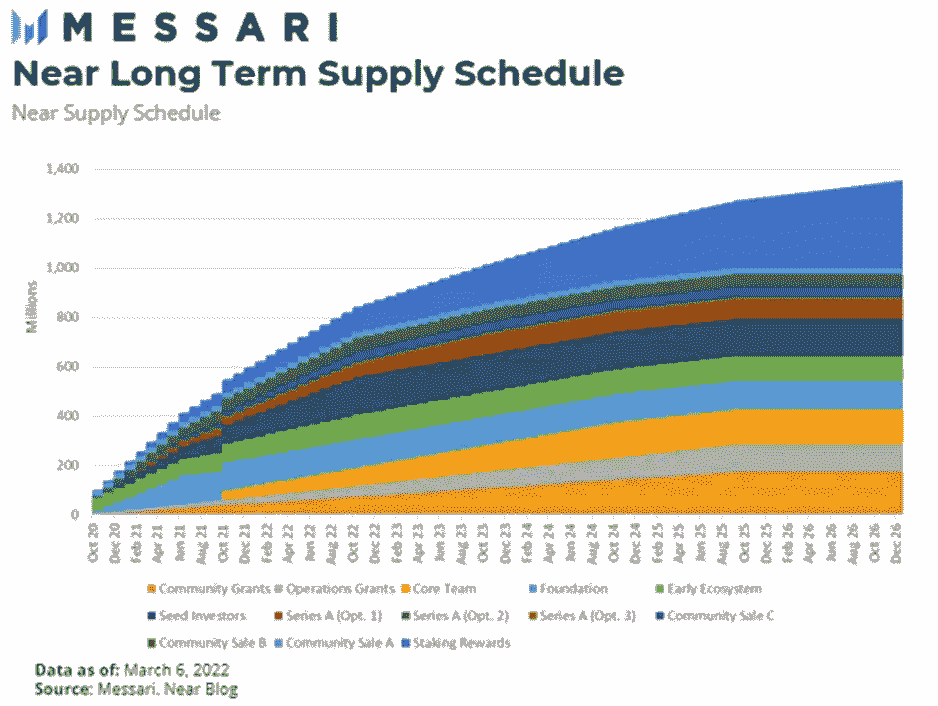 MESSARI
Near Long Term Supply Schedule
Near Supply Schedule
1,400
1,200
1,000
800
600
400
200
0
Millions
Oct 20 Dec 20 Feb 21 Apr 21 Jun 21 Aug 21 Oct 21 Dec 21 Feb 22 Apr 22 Jun 22 Aug 22 Oct 22 Dec 22 Feb 23 Apr 23 Jun 23 Aug 23 Oct 23 Dec 23 Feb 24 Apr 24 Jun 24 Aug 24 Oct 24 Dec 24 Feb 25 Apr 25 Jun 25 Aug 25 Oct 25 Dec 25 Feb 26 Apr 26 Jun 26 Aug 26 Oct 26 Dec 26
Community Grants Operations Grants Core Team Foundation Early Ecosystem
Seed Investors Series A (Opt. 1) Series A (Opt. 2) Series A (Opt. 3) Community Sale C
Community Sale B Community Sale A Staking Rewards
Data as of: March 6, 2022
Source: Messari, Near Blog